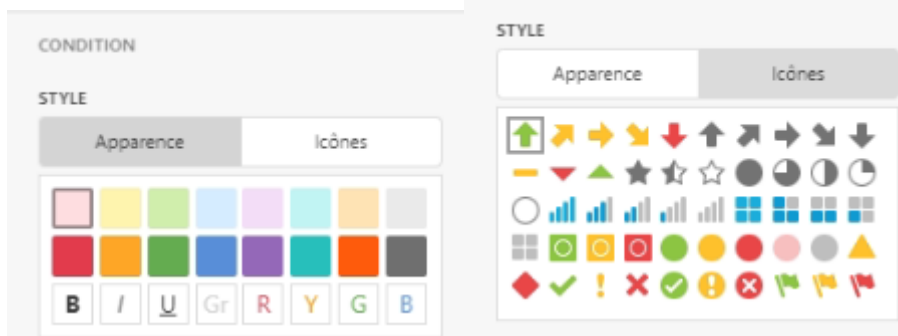 CONDITION
STYLE
Apparence Icônes
B I U Gr R Y G B
STYLE
Apparence Icônes